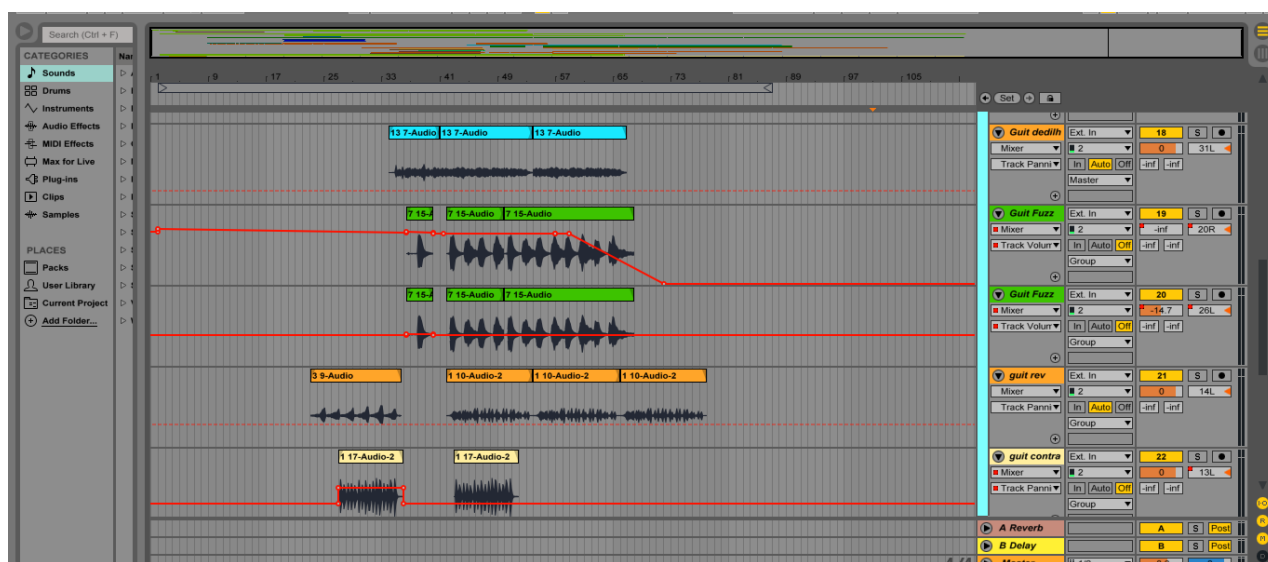 Search (Ctrl + F)
CATEGORIES
Sounds
Drums
Instruments
Audio Effects
MIDI Effects
Max for Live
Plug-ins
Clips
Samples
PLACES
Packs
User Library
Current Project
Add Folder...
1 9 17 25 33 41 49 57 65 73 81 89 97 105
Set
13 7-Audio 13 7-Audio 13 7-Audio
Guit dedilh Ext. In 18 S
Mixer 2 0 31L
Track Panni In Auto Off -inf -inf
Master
7 15-A 7 15-Audio 7 15-Audio
Guit Fuzz Ext. In 19 S
Mixer 2 -inf 20R
Track Volum In Auto Off -inf -inf
Group
7 15-A 7 15-Audio 7 15-Audio
Guit Fuzz Ext. In 20 S
Mixer 2 -14.7 26L
Track Volum In Auto Off -inf -inf
Group
3 9-Audio 1 10-Audio-2 1 10-Audio-2 1 10-Audio-2
guit rev Ext. In 21 S
Mixer 2 0 14L
Track Panni In Auto Off -inf -inf
Group
1 17-Audio-2 1 17-Audio-2
guit contra Ext. In 22 S
Mixer 2 0 13L
Track Panni In Auto Off -inf -inf
Group
A Reverb A S Post
B Delay B S Post